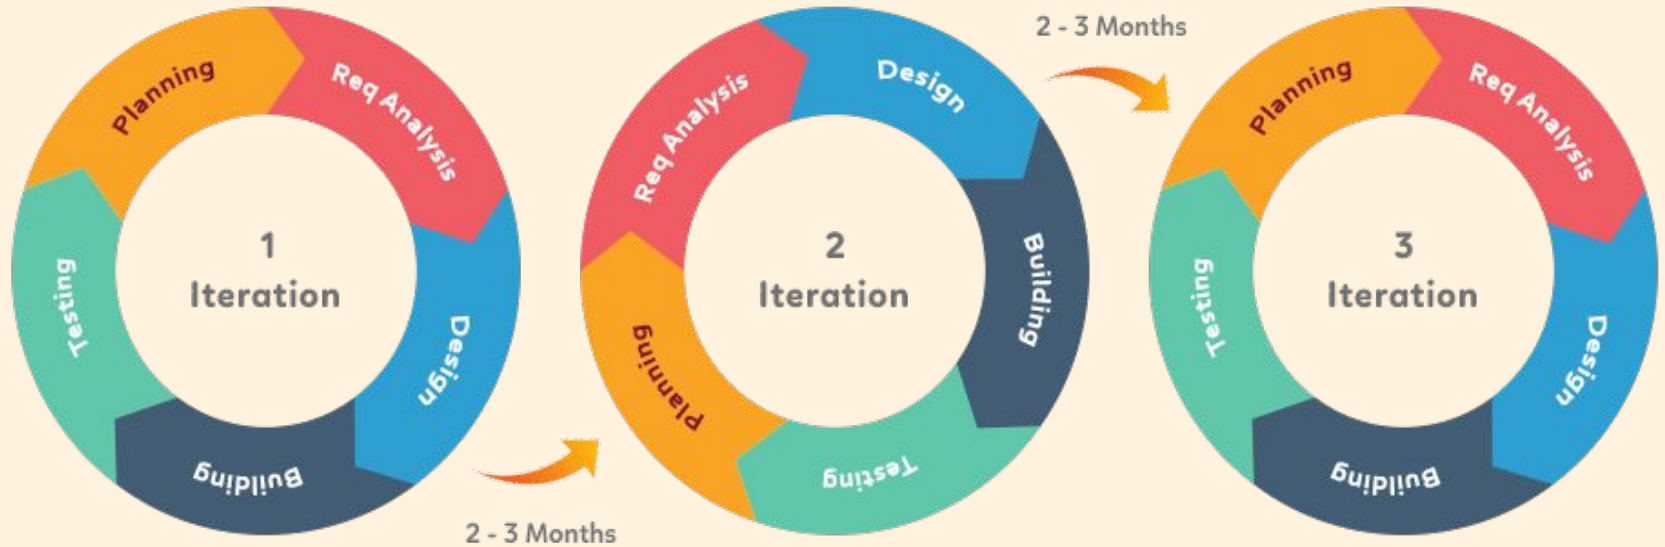 Planning
Req Analysis
Design
Building
Testing
1
Iteration
2 - 3 Months
Planning
Req Analysis
Design
Building
Testing
2
Iteration
2 - 3 Months
Planning
Req Analysis
Design
Building
Testing
3
Iteration